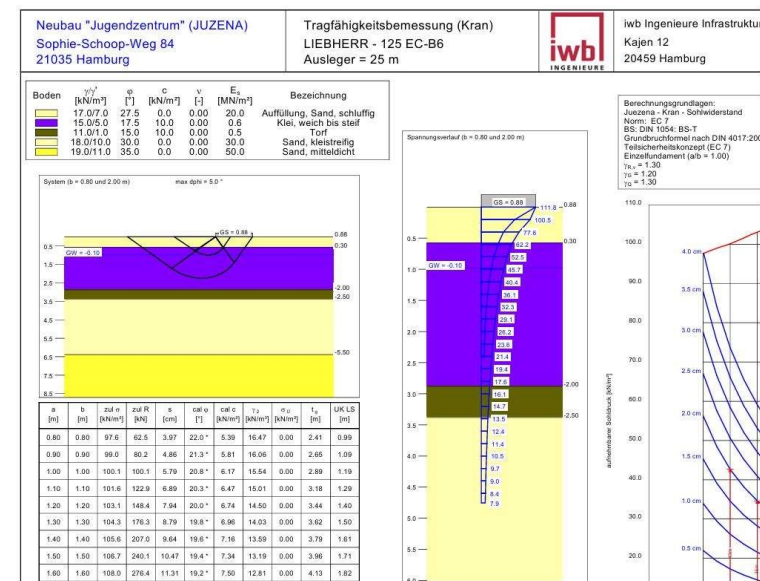 Neubau "Jugendzentrum" (JUZENA)
Sophie-Schoop-Weg 84
21035 Hamburg
Tragfähigkeitsbemessung (Kran)
LIEBHERR - 125 EC-B6
Ausleger = 25 m
iwb
INGENIEURE
iwb Ingenieure Infrastruktur
Kajen 12
20459 Hamburg
Boden γ/γ' φ c ν Es Bezeichnung
[kN/m³] [°] [kN/m²] [-] [MN/m²]
17.0/7.0 27.5 0.0 0.00 20.0 Auffüllung, Sand, schluffig
15.0/5.0 17.5 10.0 0.00 0.6 Klei, weich bis steif
11.0/1.0 15.0 10.0 0.00 0.5 Torf
18.0/10.0 30.0 0.0 0.00 30.0 Sand, kleistreifig
19.0/11.0 35.0 0.0 0.00 50.0 Sand, mitteldicht
Berechnungsgrundlagen:
Juzena - Kran - Sohlwiderstand
Norm: EC 7
BS: DIN 1054: BS-T
Grundbruchformel nach DIN 4017:200
Teilsicherheitskonzept (EC 7)
Einzelfundament (a/b = 1.00)
γR,v = 1.30
γG = 1.20
γQ = 1.30
System (b = 0.80 und 2.00 m) max dphi = 5.0 °
GS = 0.88
0.88
0.30
GW = -0.10
-2.00
-2.50
-5.50
0.5
1.5
2.5
3.5
4.5
5.5
6.5
7.5
8.5
Spannungsverlauf (b = 0.80 und 2.00 m)
GS = 0.88
0.88
111.8
100.5
77.6
0.30
62.2
52.5
GW = -0.10
45.7
40.4
36.1
32.3
29.1
26.2
23.8
21.4
19.4
17.6
-2.00
16.1
14.7
-2.50
13.5
12.4
11.4
10.5
9.7
9.0
8.4
7.9
0.5
1.0
1.5
2.0
2.5
3.0
3.5
4.0
4.5
5.0
5.5
6.0
aufnehmbarer Sohldruck [kN/m²]
110.0
100.0
90.0
80.0
70.0
60.0
50.0
40.0
30.0
20.0
4.0 cm
3.5 cm
3.0 cm
2.5 cm
2.0 cm
1.5 cm
1.0 cm
0.5 cm
a b zul σ zul R s cal φ cal c γ2 σü tg UK LS
[m] [m] [kN/m²] [kN] [cm] [°] [kN/m²] [kN/m³] [kN/m²] [m] [m]
0.80 0.80 97.6 62.5 3.97 22.0 * 5.39 16.47 0.00 2.41 0.99
0.90 0.90 99.0 80.2 4.86 21.3 * 5.81 16.06 0.00 2.65 1.09
1.00 1.00 100.1 100.1 5.79 20.8 * 6.17 15.54 0.00 2.89 1.19
1.10 1.10 101.6 122.9 6.89 20.3 * 6.47 15.01 0.00 3.18 1.29
1.20 1.20 103.1 148.4 7.94 20.0 * 6.74 14.50 0.00 3.44 1.40
1.30 1.30 104.3 176.3 8.79 19.8 * 6.96 14.03 0.00 3.62 1.50
1.40 1.40 105.6 207.0 9.64 19.6 * 7.16 13.59 0.00 3.79 1.61
1.50 1.50 106.7 240.1 10.47 19.4 * 7.34 13.19 0.00 3.96 1.71
1.60 1.60 108.0 276.4 11.31 19.2 * 7.50 12.81 0.00 4.13 1.82